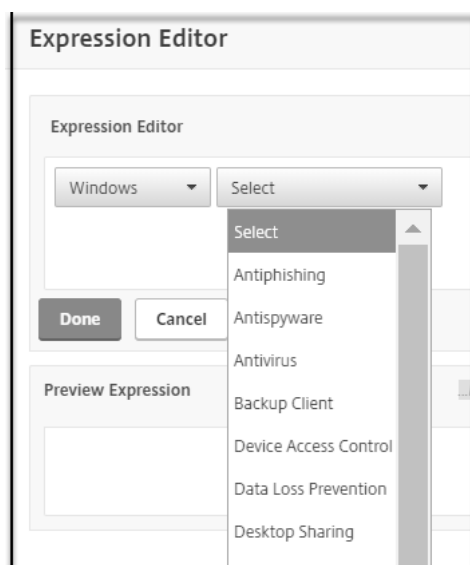 Expression Editor
Expression Editor
Windows
Select
Select
Antiphishing
Antispyware
Done
Cancel
Antivirus
Preview Expression
Backup Client
Device Access Control
Data Loss Prevention
Desktop Sharing